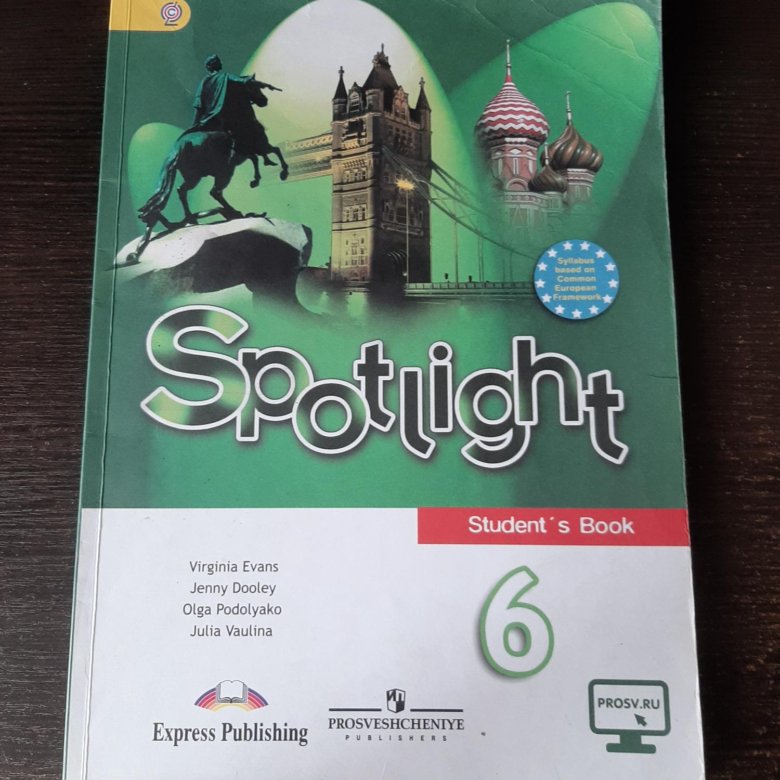 Syllabus
based on
Common
European
Framework
Spotlight
Student´s Book
6
Virginia Evans
Jenny Dooley
Olga Podolyako
Julia Vaulina
Express Publishing
PROSVESHCHENIYE
PUBLISHERS
PROSV.RU